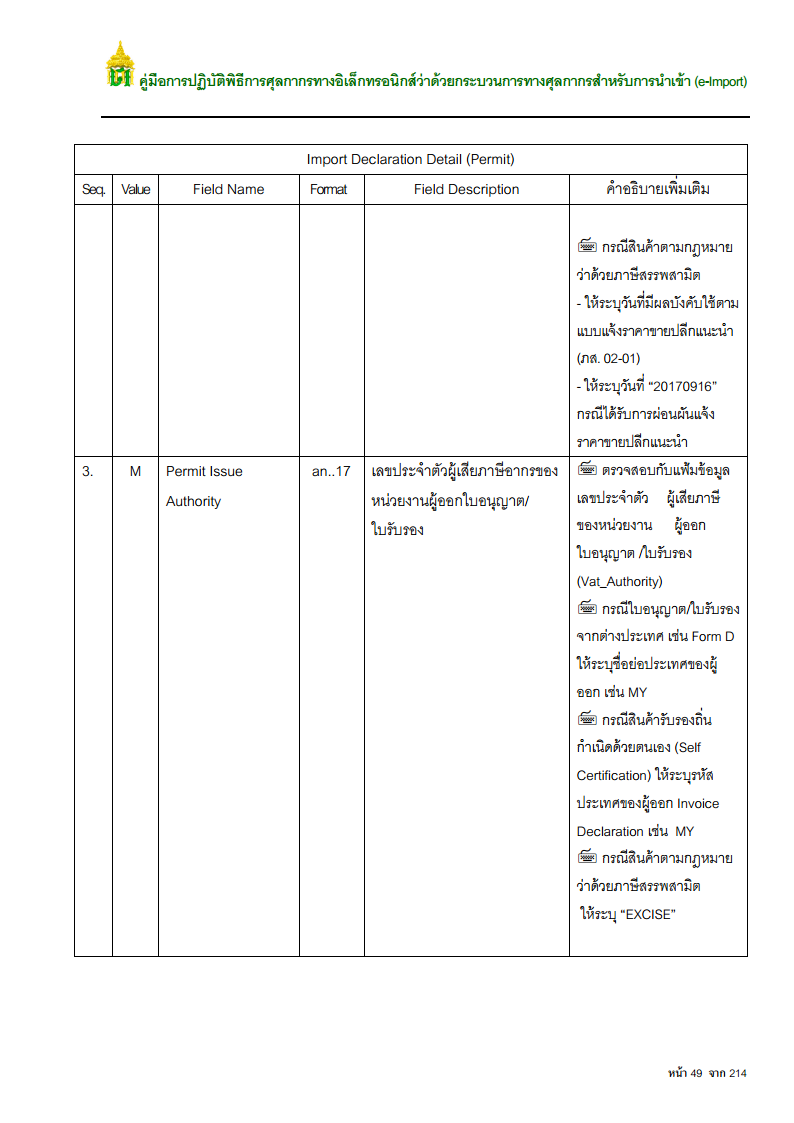 คู่มือการปฏิบัติพิธีการศุลกากรทางอิเล็กทรอนิกส์ว่าด้วยกระบวนการทางศุลกากรสำหรับการนำเข้า (e-Import)
Import Declaration Detail (Permit)
Seq. Value Field Name Format Field Description คำอธิบายเพิ่มเติม
กรณีสินค้าตามกฎหมาย
ว่าด้วยภาษีสรรพสามิต
- ให้ระบุวันที่มีผลบังคับใช้ตาม
แบบแจ้งราคาขายปลีกแนะนำ
(ภส. 02-01)
- ให้ระบุวันที่ “20170916”
กรณีได้รับการผ่อนผันแจ้ง
ราคาขายปลีกแนะนำ
3. M Permit Issue an..17 เลขประจำตัวผู้เสียภาษีอากรของ ตรวจสอบกับแฟ้มข้อมูล
Authority หน่วยงานผู้ออกใบอนุญาต/ เลขประจำตัว ผู้เสียภาษี
ใบรับรอง ของหน่วยงาน ผู้ออก
ใบอนุญาต /ใบรับรอง
(Vat_Authority)
กรณีใบอนุญาต/ใบรับรอง
จากต่างประเทศ เช่น Form D
ให้ระบุชื่อย่อประเทศของผู้
ออก เช่น MY
กรณีสินค้ารับรองถิ่น
กำเนิดด้วยตนเอง (Self
Certification) ให้ระบุรหัส
ประเทศของผู้ออก Invoice
Declaration เช่น MY
กรณีสินค้าตามกฎหมาย
ว่าด้วยภาษีสรรพสามิต
ให้ระบุ “EXCISE”
หน้า 49 จาก 214